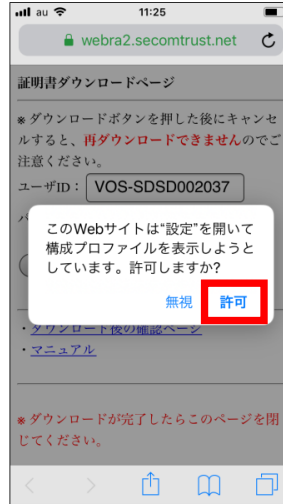 au 11:25
webra2.secomtrust.net
証明書ダウンロードページ
※ダウンロードボタンを押した後にキャンセ
ルすると、再ダウンロードできませんのでご
注意ください。
ユーザID： VOS-SDSD002037
パ
このWebサイトは“設定”を開いて
構成プロファイルを表示しようと
しています。許可しますか?
無視 許可
・ダウンロード後の確認ページ
・マニュアル
※ダウンロードが完了したらこのページを閉
じてください。